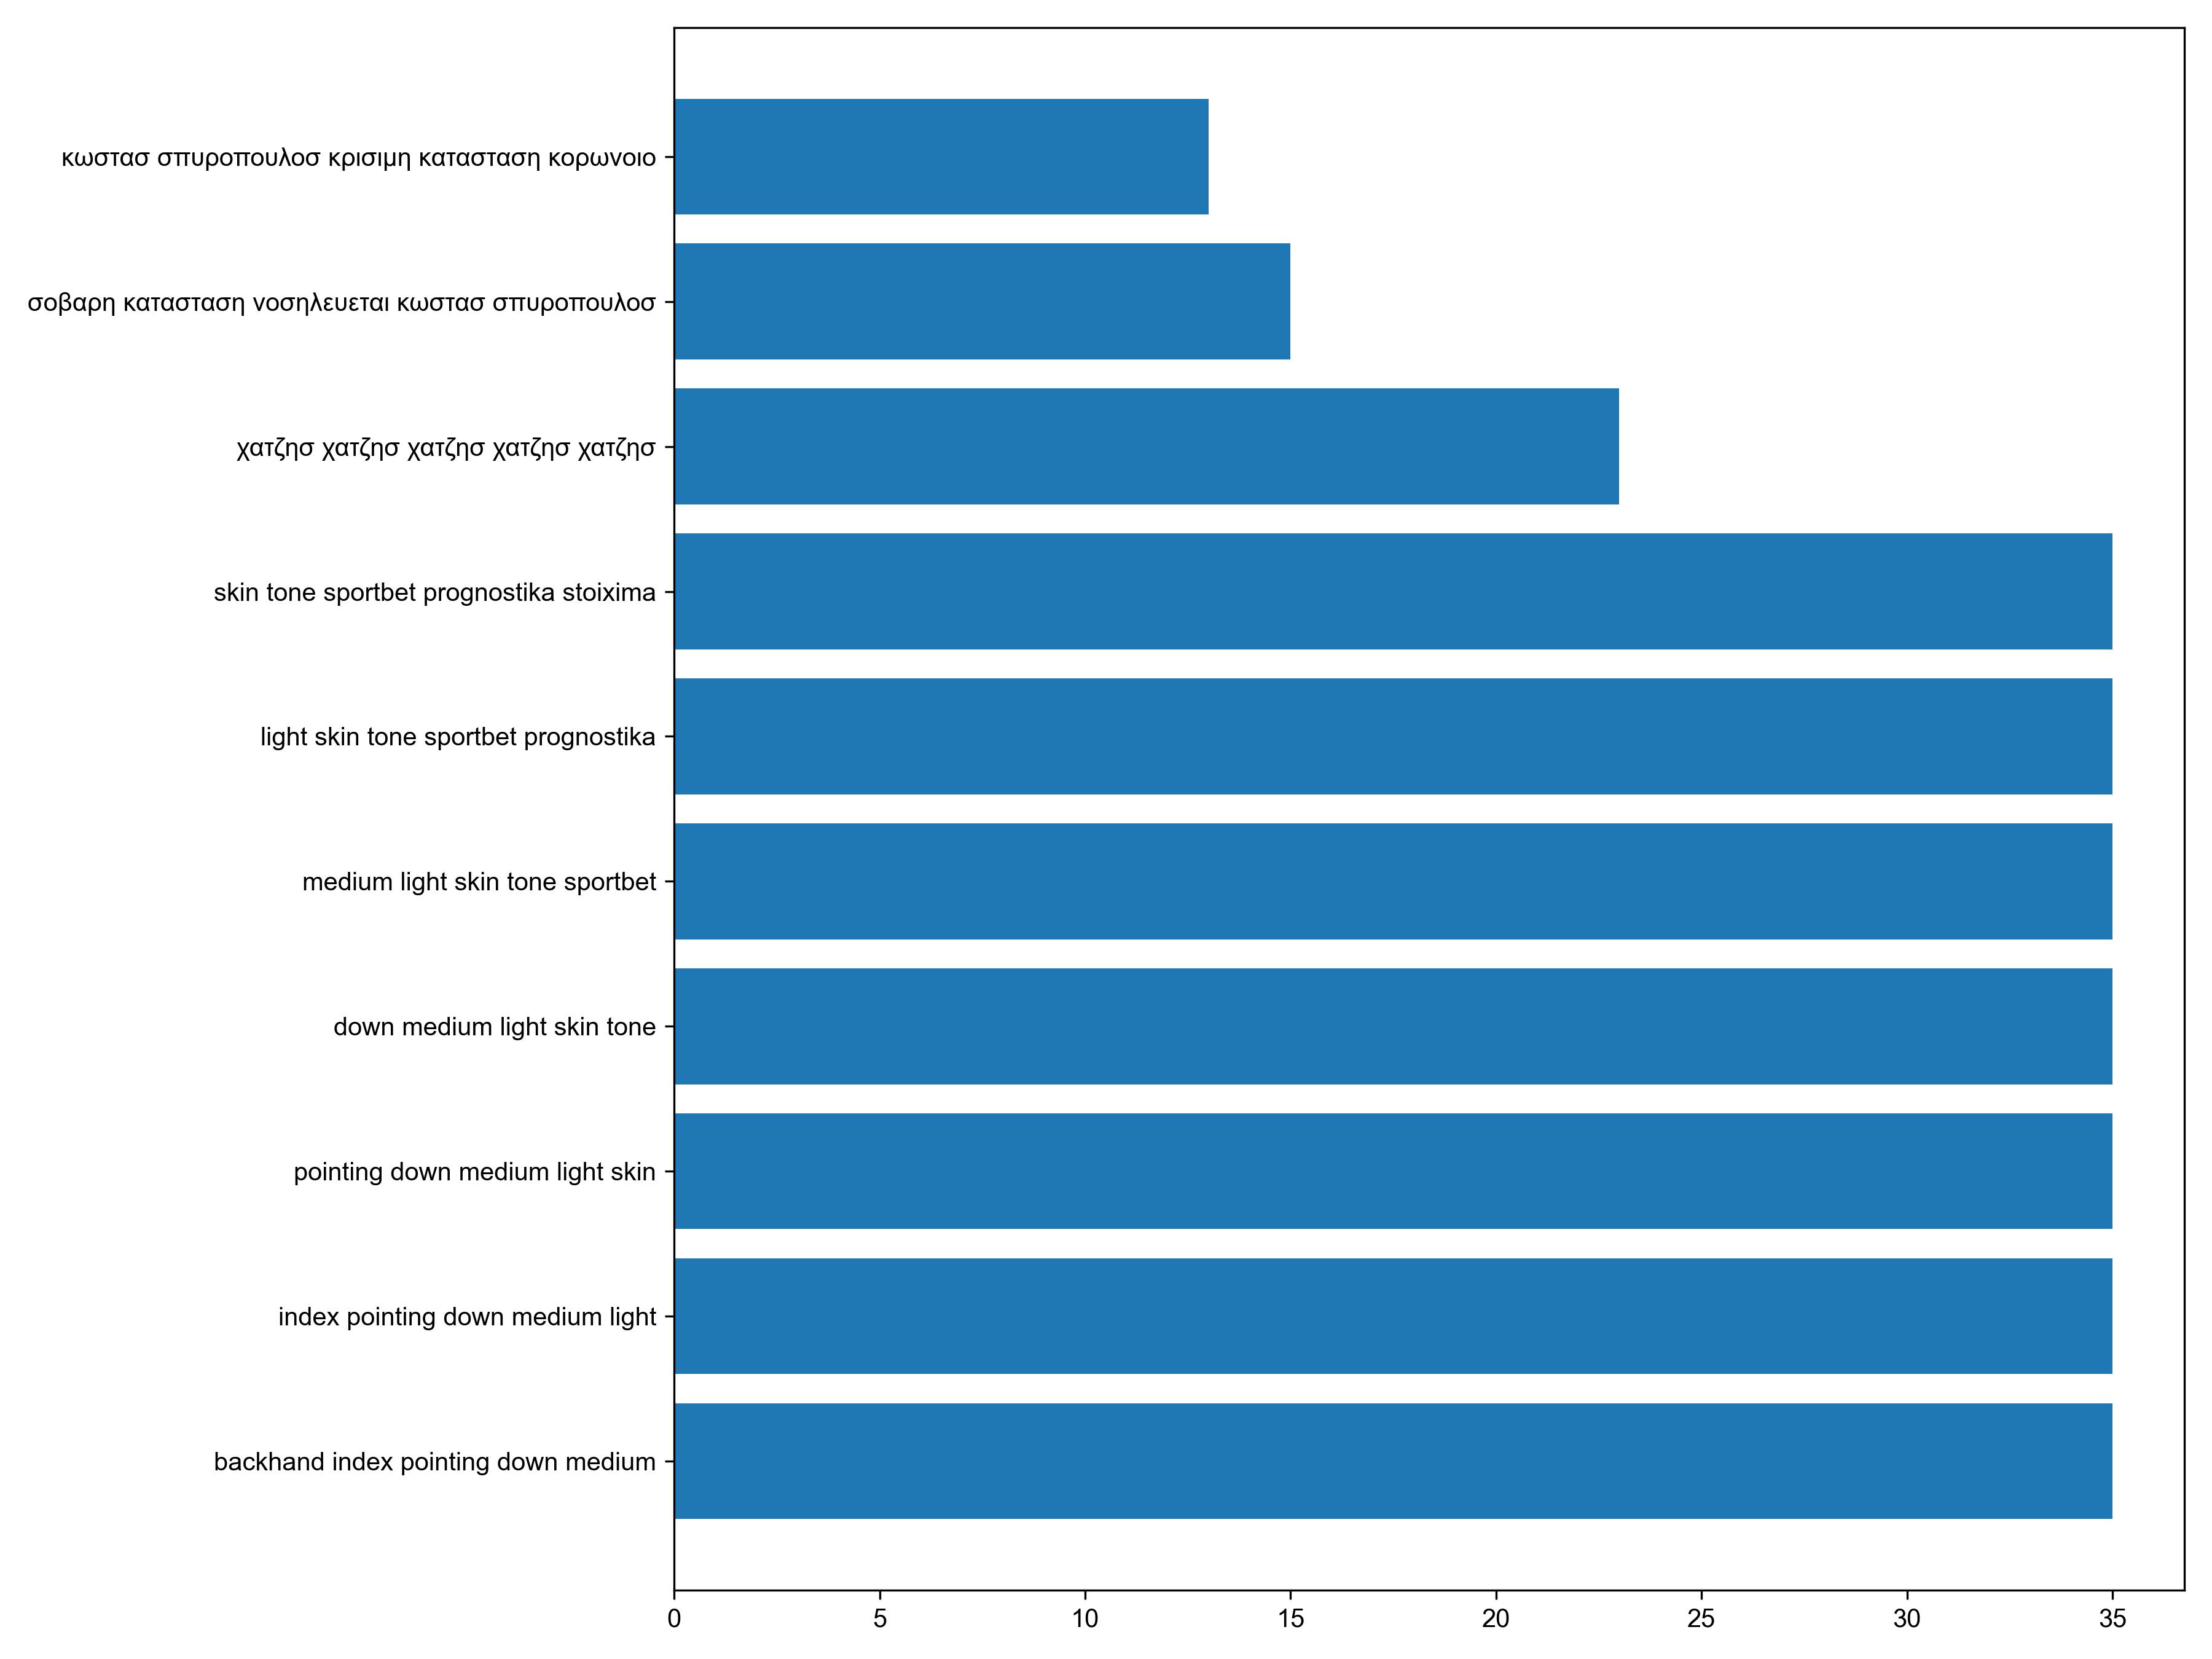 κωστασ σπυροπουλοσ κρισιμη κατασταση κορωνοιο
σοβαρη κατασταση νοσηλευεται κωστασ σπυροπουλοσ
χατζησ χατζησ χατζησ χατζησ χατζησ
skin tone sportbet prognostika stoixima
light skin tone sportbet prognostika
medium light skin tone sportbet
down medium light skin tone
pointing down medium light skin
index pointing down medium light
backhand index pointing down medium
0 5 10 15 20 25 30 35